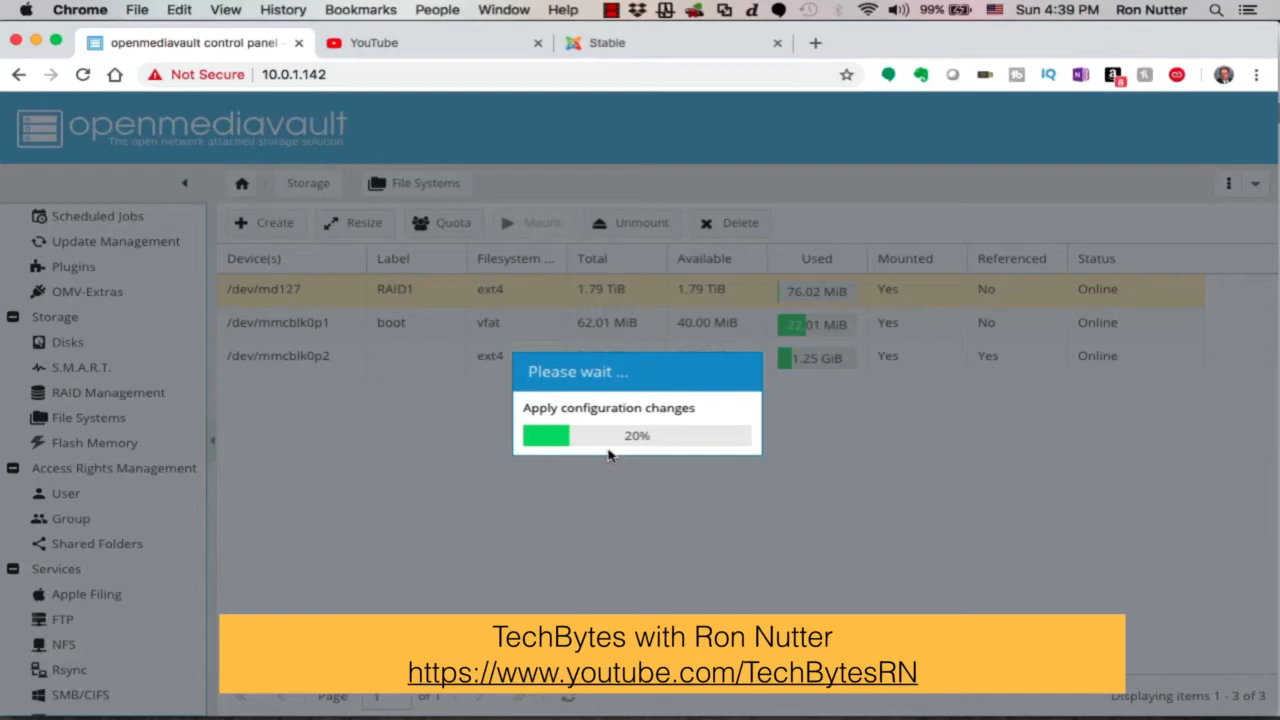 Chrome File Edit View History Bookmarks People Window Help 99% Sun 4:39 PM Ron Nutter
openmediavault control panel - YouTube Stable
Not Secure 10.0.1.142
openmediavault
The open network attached storage solution
Storage File Systems
Scheduled Jobs
Update Management
Plugins
OMV-Extras
Storage
Disks
S.M.A.R.T.
RAID Management
File Systems
Flash Memory
Access Rights Management
User
Group
Shared Folders
Services
Apple Filing
FTP
NFS
Rsync
SMB/CIFS
Create Resize Quota Mount Unmount Delete
Device(s) Label Filesystem ... Total Available Used Mounted Referenced Status
/dev/md127 RAID1 ext4 1.79 TiB 1.79 TiB 76.02 MiB Yes No Online
/dev/mmcblk0p1 boot vfat 62.01 MiB 40.00 MiB 22.01 MiB Yes No Online
/dev/mmcblk0p2 ext4 1.25 GiB Yes Yes Online
Please wait ...
Apply configuration changes
20%
TechBytes with Ron Nutter
https://www.youtube.com/TechBytesRN
Page 1 of 1 Displaying items 1 - 3 of 3